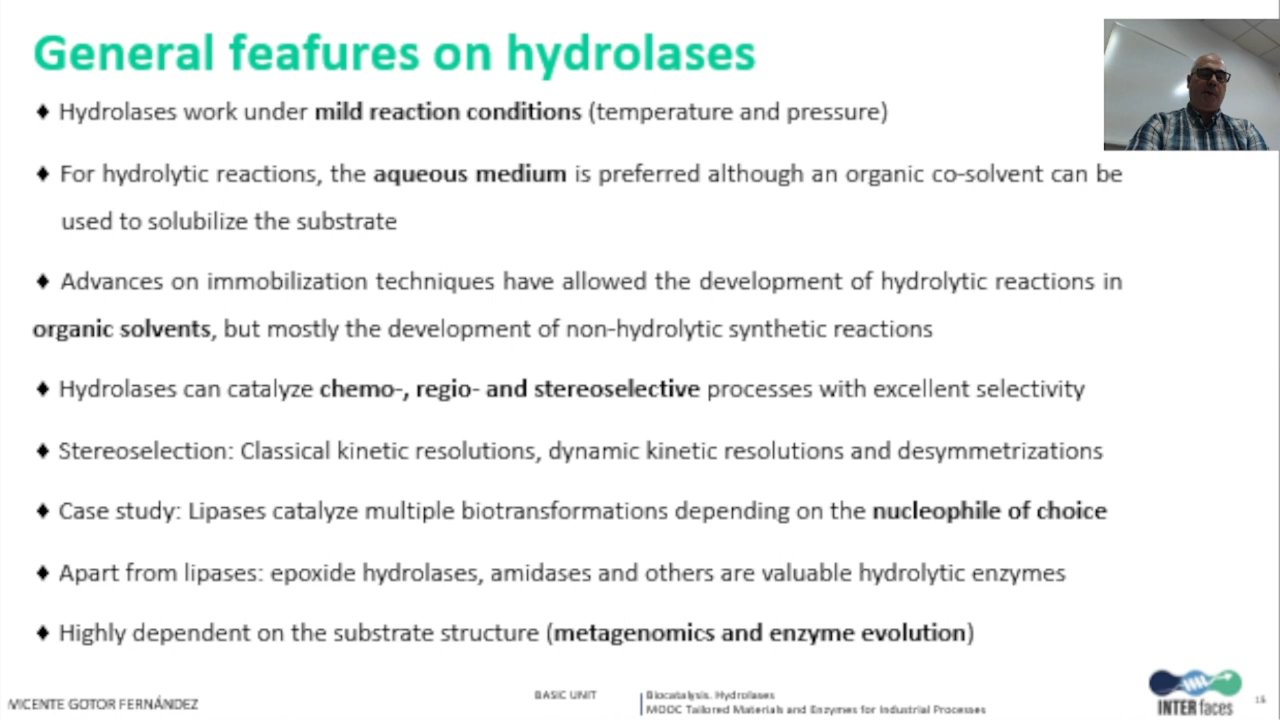 General feafures on hydrolases
♦ Hydrolases work under mild reaction conditions (temperature and pressure)
♦ For hydrolytic reactions, the aqueous medium is preferred although an organic co-solvent can be
used to solubilize the substrate
♦ Advances on immobilization techniques have allowed the development of hydrolytic reactions in
organic solvents, but mostly the development of non-hydrolytic synthetic reactions
♦ Hydrolases can catalyze chemo-, regio- and stereoselective processes with excellent selectivity
♦ Stereoselection: Classical kinetic resolutions, dynamic kinetic resolutions and desymmetrizations
♦ Case study: Lipases catalyze multiple biotransformations depending on the nucleophile of choice
♦ Apart from lipases: epoxide hydrolases, amidases and others are valuable hydrolytic enzymes
♦ Highly dependent on the substrate structure (metagenomics and enzyme evolution)
VICENTE GOTOR FERNÁNDEZ
BASIC UNIT
Biocatalysis. Hydrolases
MOOC Tailored Materials and Enzymes for Industrial Processes
INTERfaces